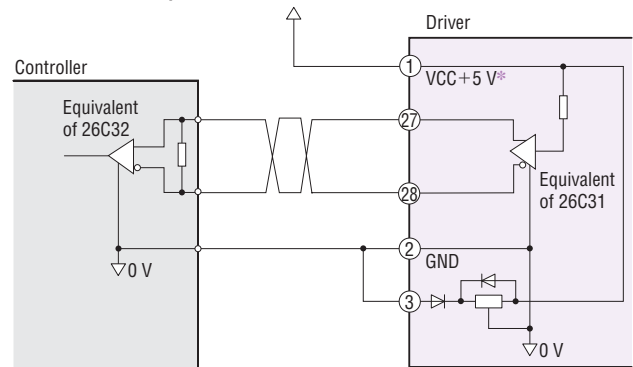 Driver
Controller
1
VCC+5 V*
Equivalent
of 26C32
27
Equivalent
of 26C31
28
2
GND
0 V
3
0 V